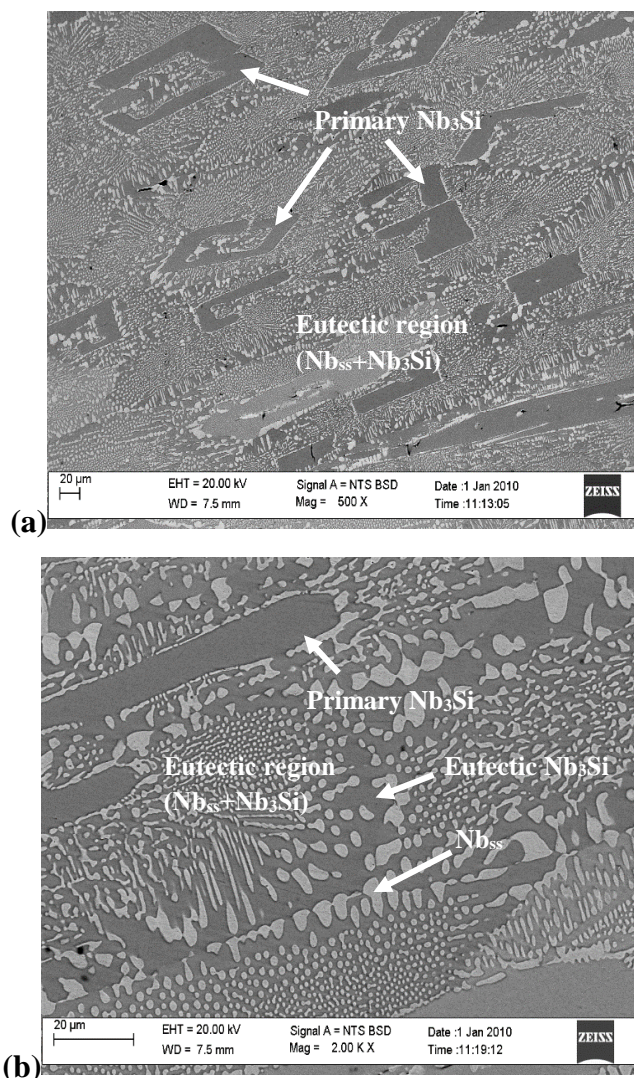 Primary Nb₃Si
Eutectic region
(Nbss+Nb₃Si)
20 µm
EHT = 20.00 kV
WD = 7.5 mm
Signal A = NTS BSD
Mag = 500 X
Date :1 Jan 2010
Time :11:13:05
ZEISS
(a)
Primary Nb₃Si
Eutectic region
(Nbss+Nb₃Si)
Eutectic Nb₃Si
Nbss
20 µm
EHT = 20.00 kV
WD = 7.5 mm
Signal A = NTS BSD
Mag = 2.00 K X
Date :1 Jan 2010
Time :11:19:12
ZEISS
(b)